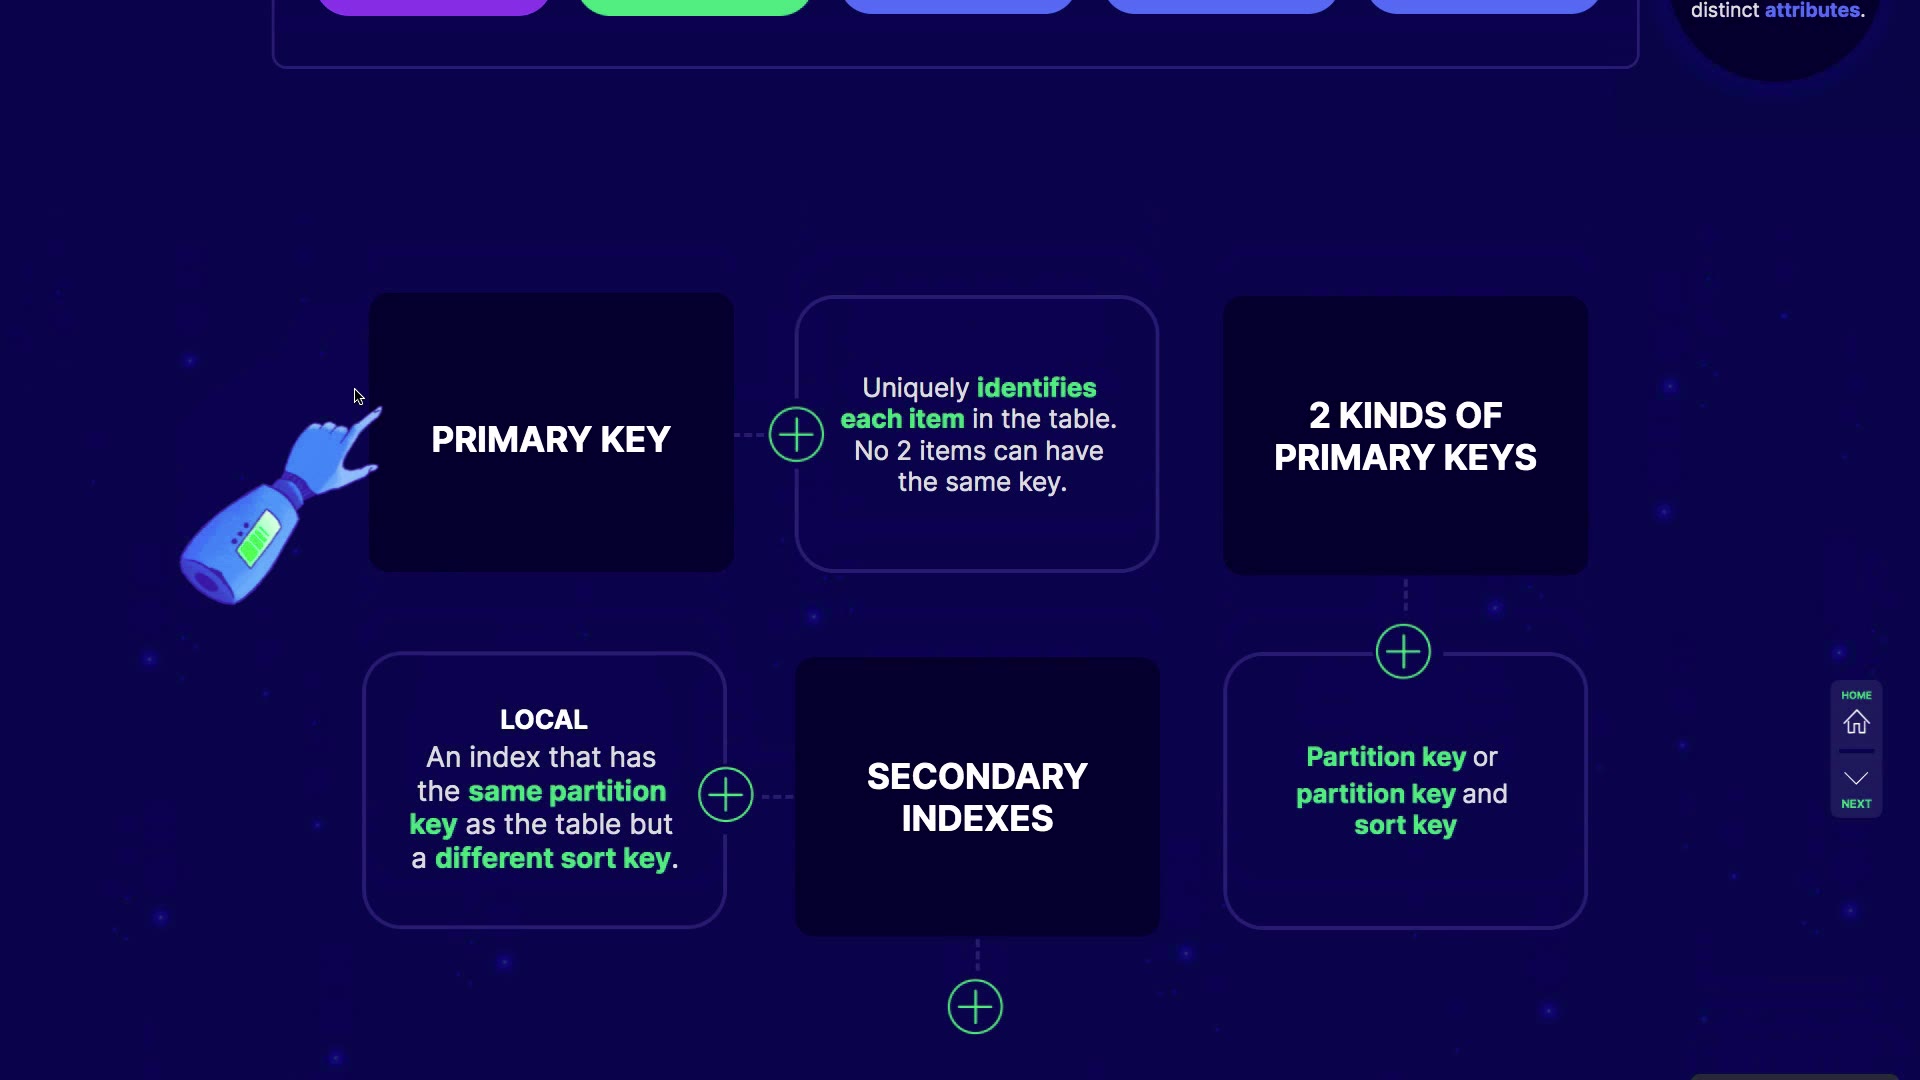 distinct attributes.
PRIMARY KEY
Uniquely identifies
each item in the table.
No 2 items can have
the same key.
2 KINDS OF
PRIMARY KEYS
LOCAL
An index that has
the same partition
key as the table but
a different sort key.
SECONDARY
INDEXES
Partition key or
partition key and
sort key
HOME
NEXT